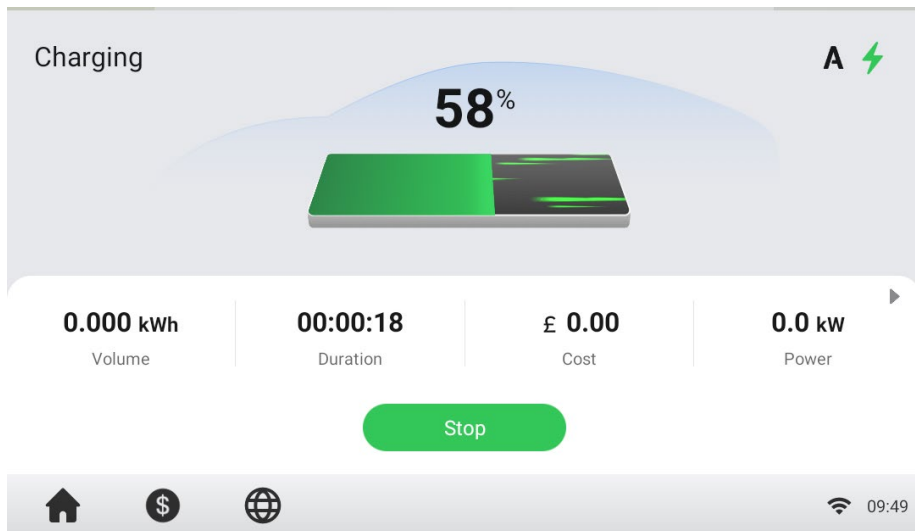 Charging
A
58%
0.000 kWh
Volume
00:00:18
Duration
£ 0.00
Cost
0.0 kW
Power
Stop
$
09:49